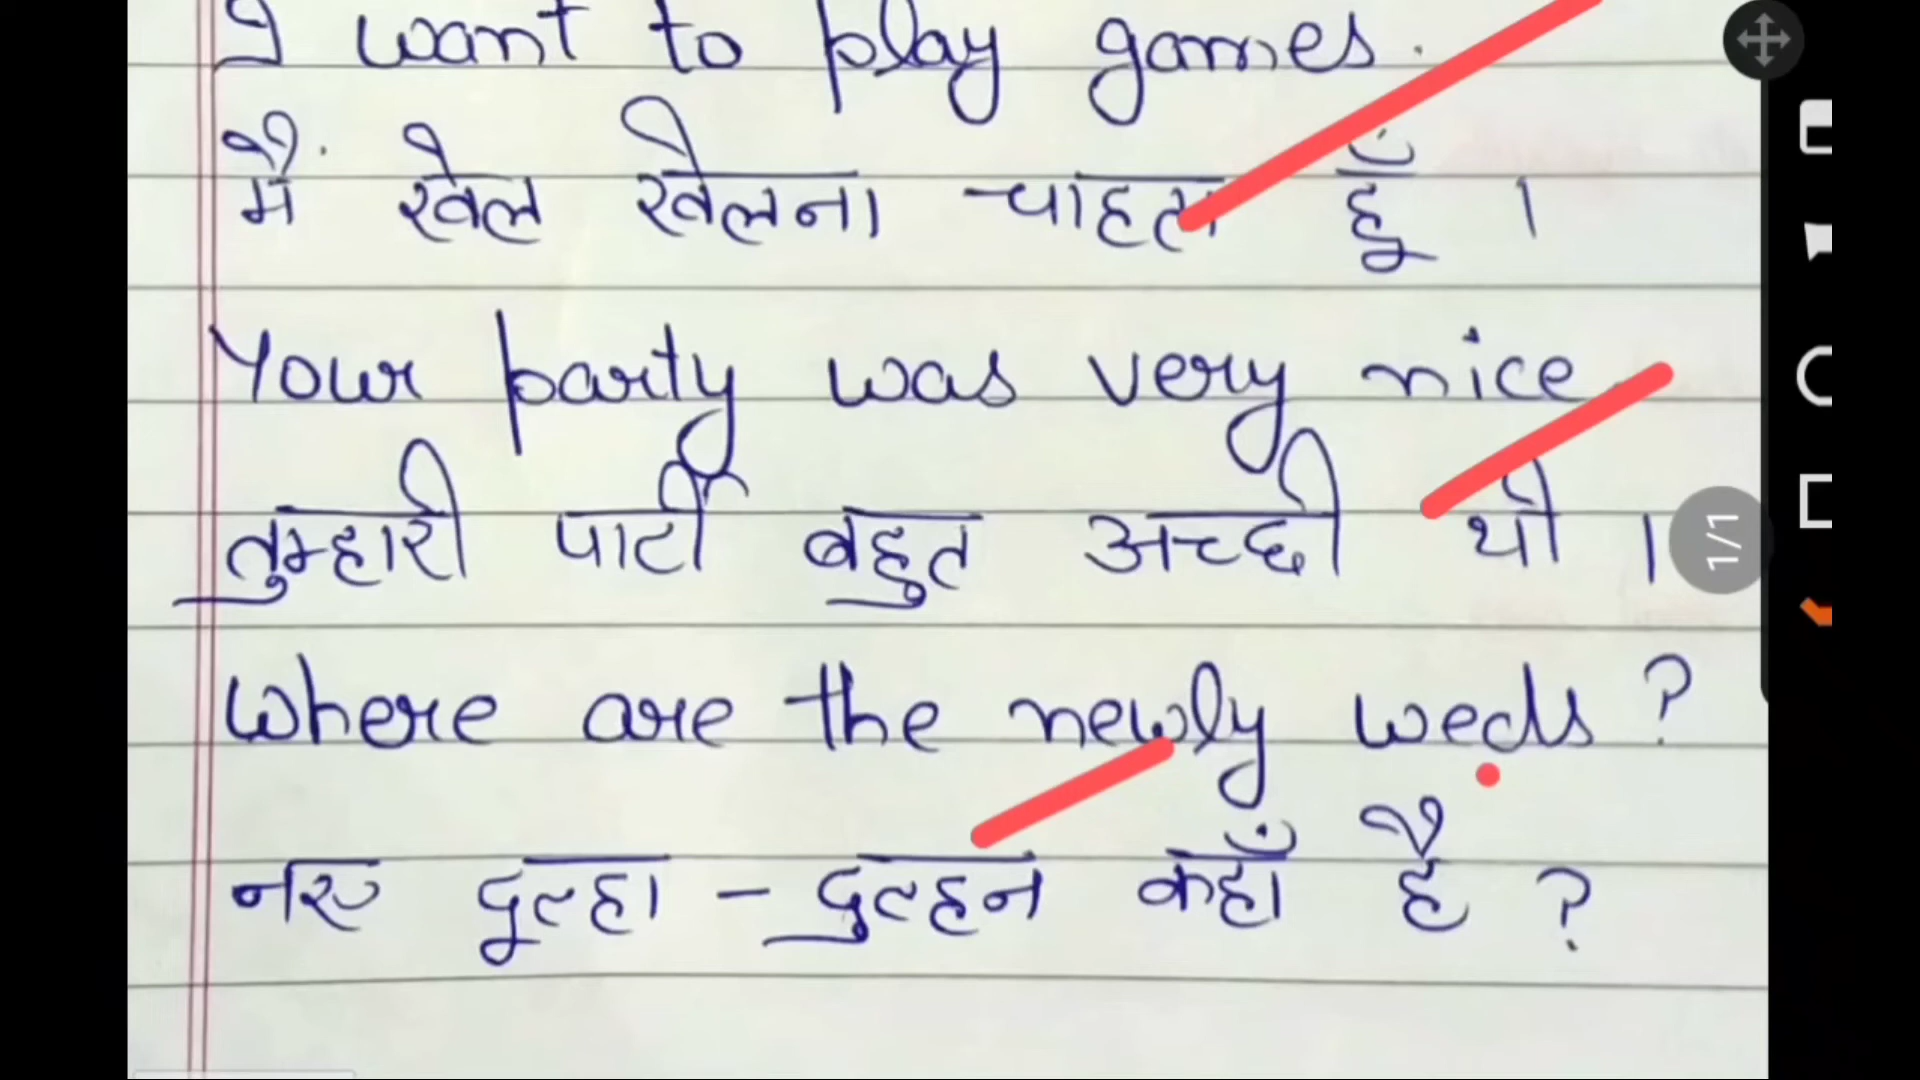 I want to play games.
मैं खेल खेलना चाहता हूँ ।
Your party was very nice
तुम्हारी पार्टी बहुत अच्छी थी ।
Where are the newly weds ?
नए दूल्हा - दुल्हन कहाँ है ?
1/1